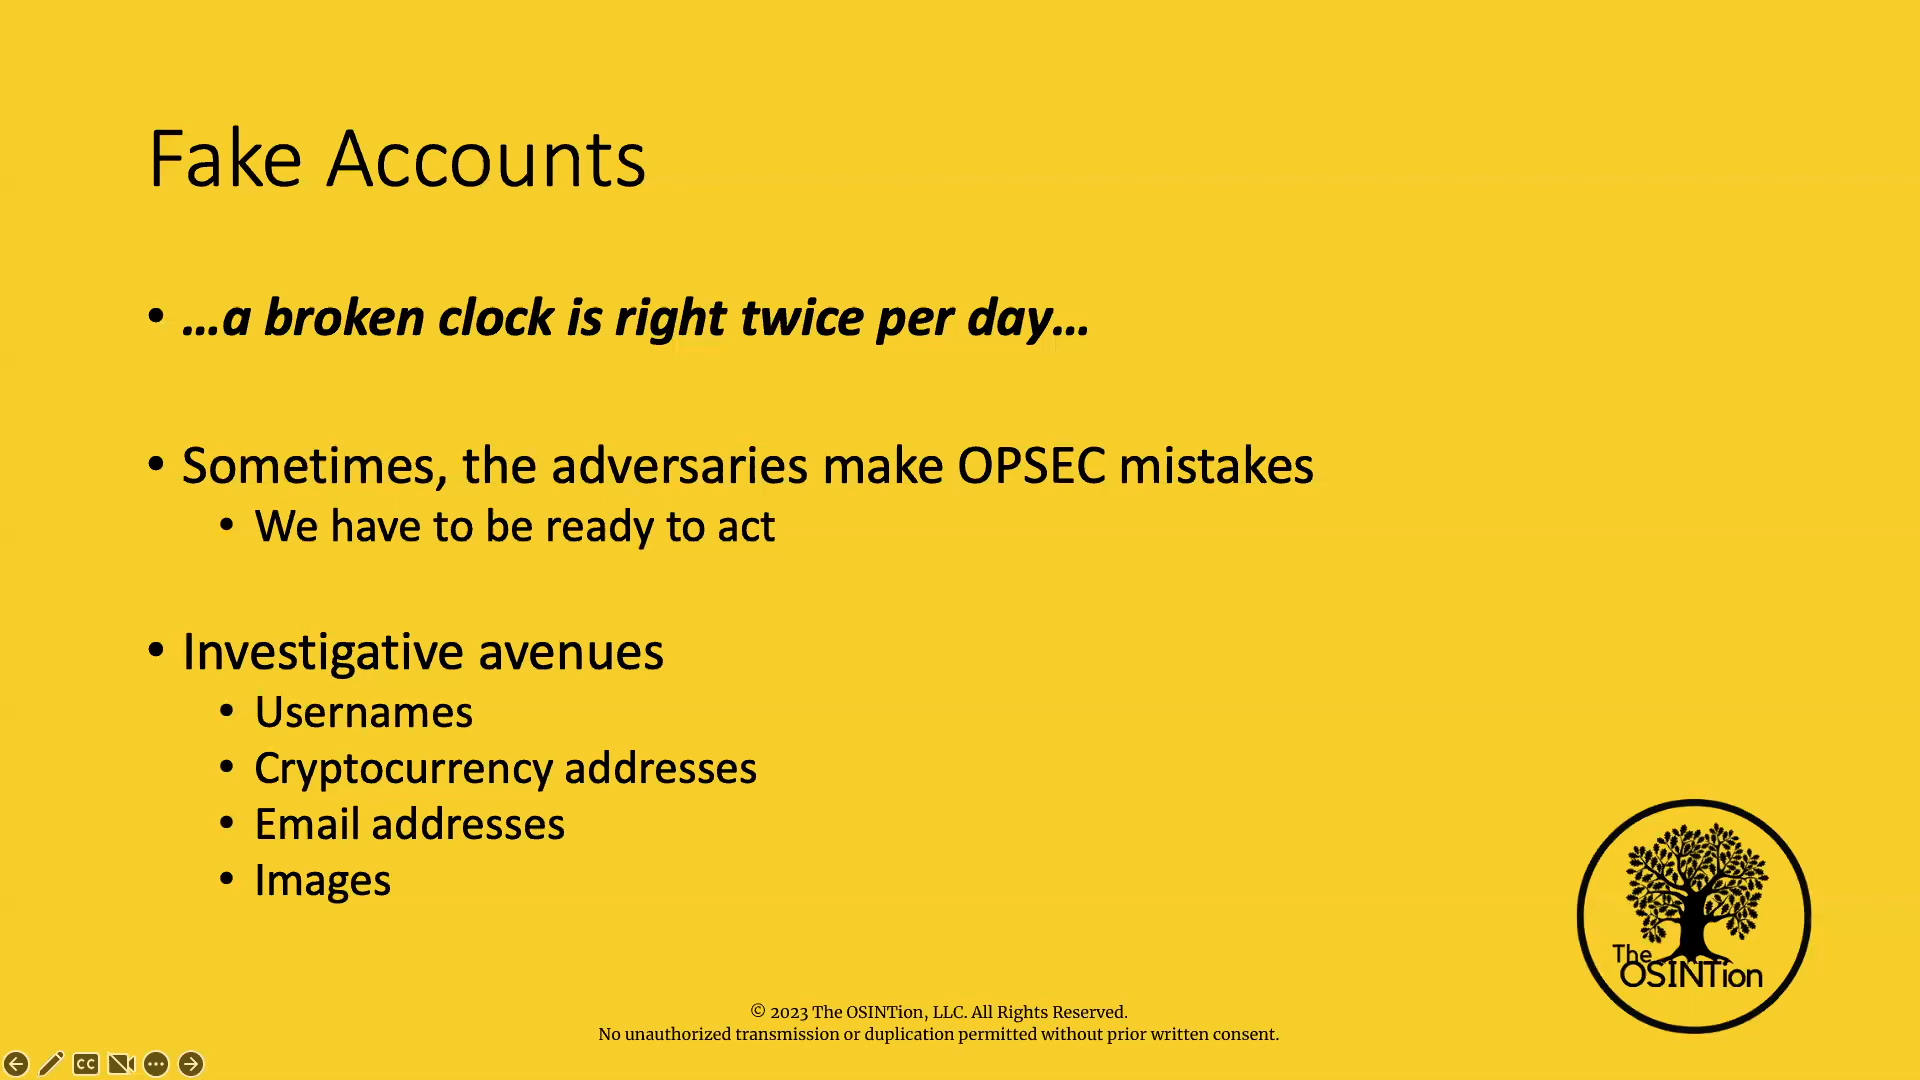 Fake Accounts
• …a broken clock is right twice per day…
• Sometimes, the adversaries make OPSEC mistakes
• We have to be ready to act
• Investigative avenues
• Usernames
• Cryptocurrency addresses
• Email addresses
• Images
The
OSINTion
© 2023 The OSINTion, LLC. All Rights Reserved.
No unauthorized transmission or duplication permitted without prior written consent.
CC